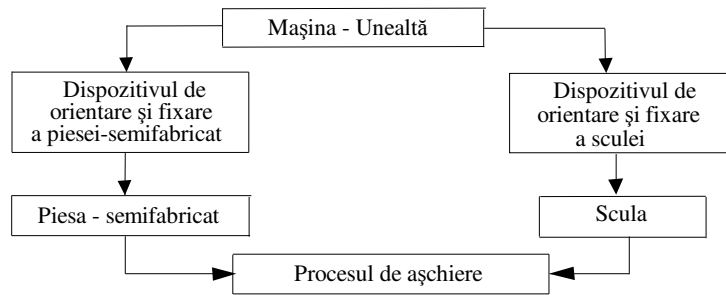 Maşina - Unealtă
Dispozitivul de
orientare şi fixare
a piesei-semifabricat
Dispozitivul de
orientare şi fixare
a sculei
Piesa - semifabricat
Scula
Procesul de aşchiere